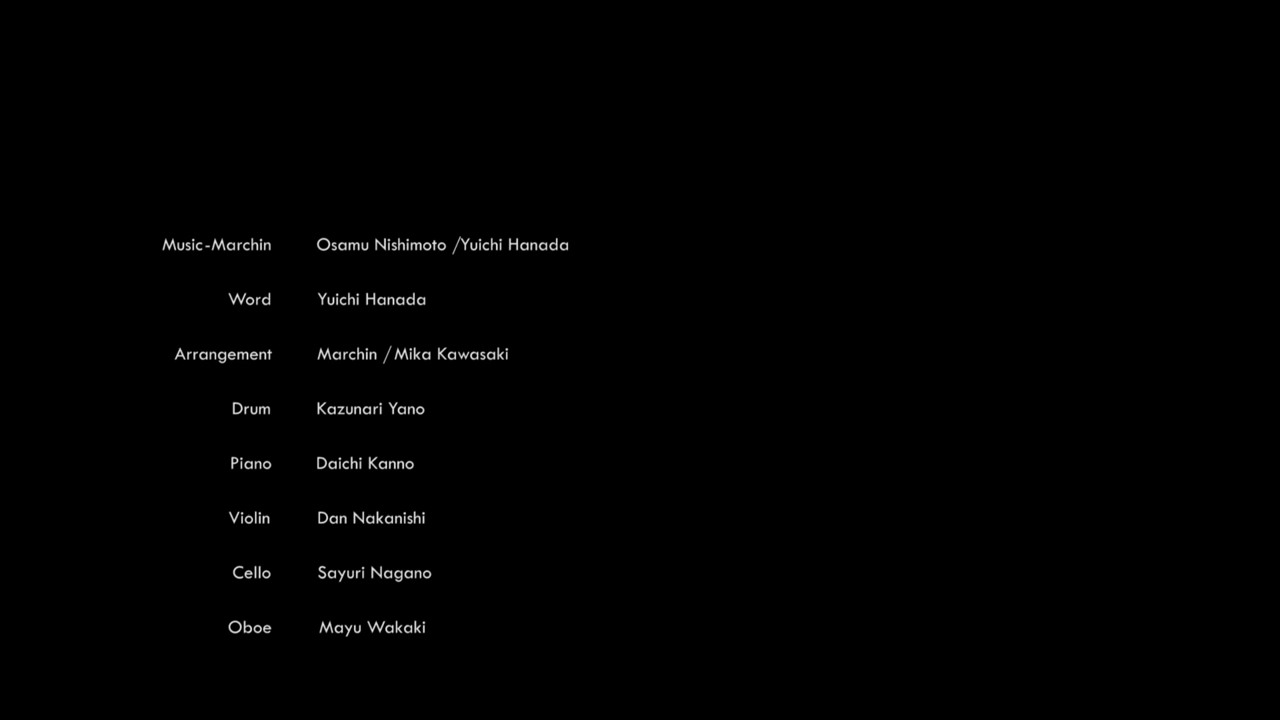 Music-Marchin Osamu Nishimoto /Yuichi Hanada
Word Yuichi Hanada
Arrangement Marchin / Mika Kawasaki
Drum Kazunari Yano
Piano Daichi Kanno
Violin Dan Nakanishi
Cello Sayuri Nagano
Oboe Mayu Wakaki